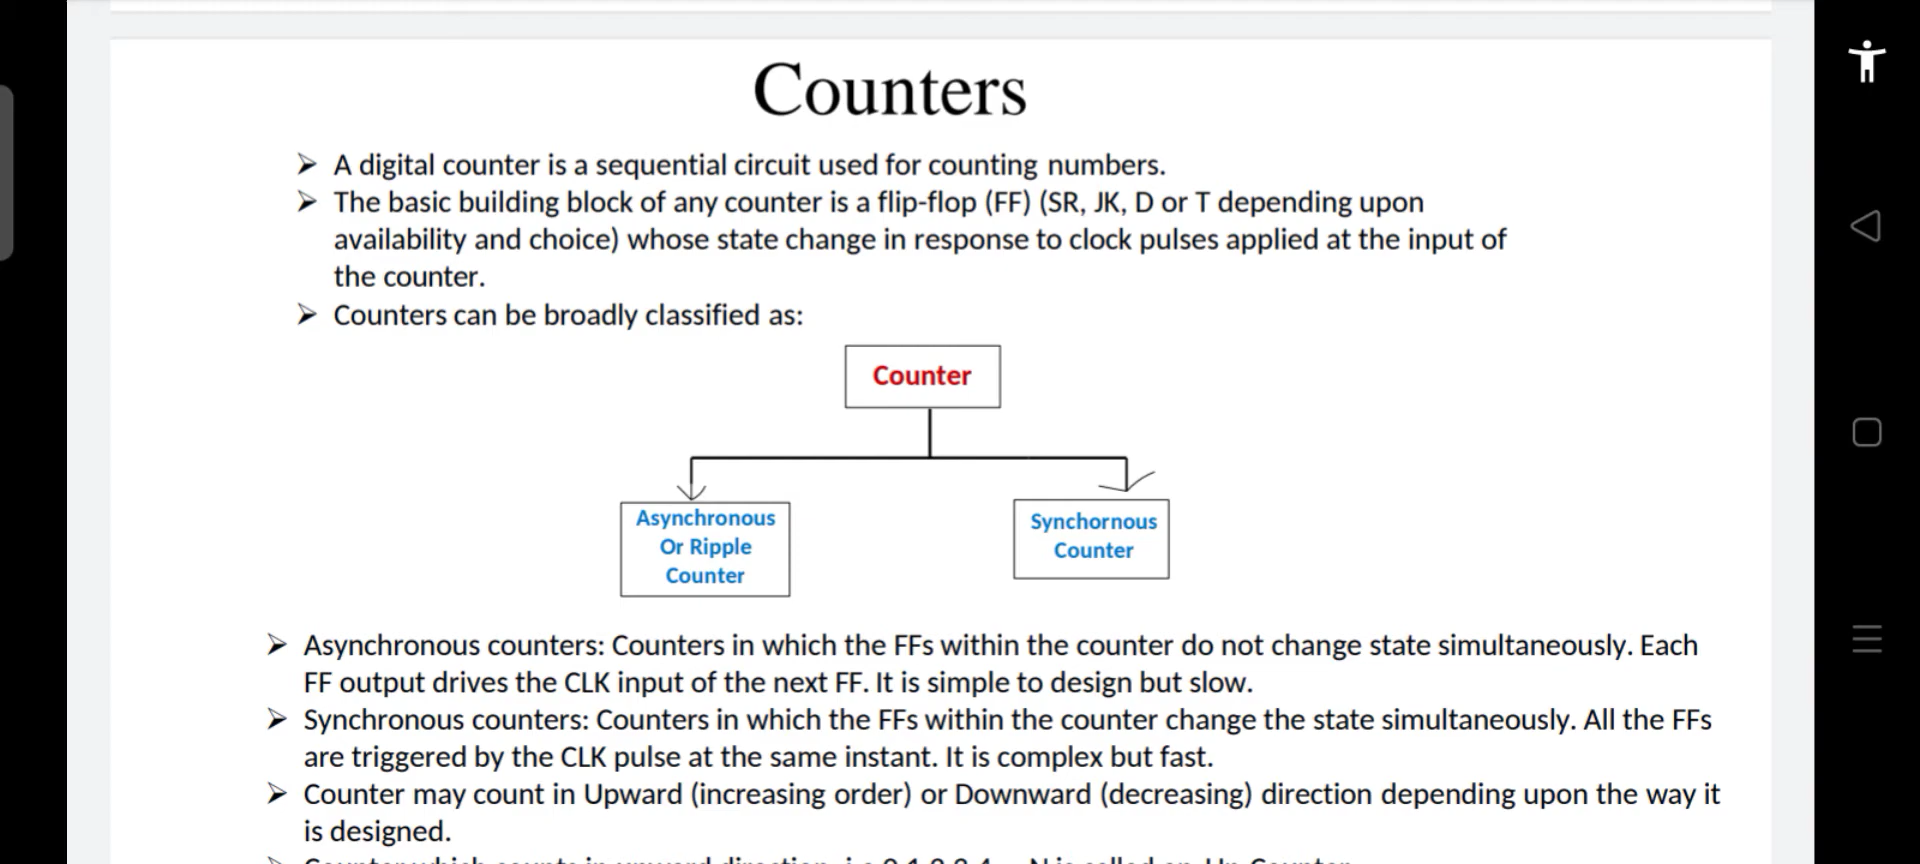 Counters
➢ A digital counter is a sequential circuit used for counting numbers.
➢ The basic building block of any counter is a flip-flop (FF) (SR, JK, D or T depending upon
availability and choice) whose state change in response to clock pulses applied at the input of
the counter.
➢ Counters can be broadly classified as:
Counter
Asynchronous
Or Ripple
Counter
Synchornous
Counter
➢ Asynchronous counters: Counters in which the FFs within the counter do not change state simultaneously. Each
FF output drives the CLK input of the next FF. It is simple to design but slow.
➢ Synchronous counters: Counters in which the FFs within the counter change the state simultaneously. All the FFs
are triggered by the CLK pulse at the same instant. It is complex but fast.
➢ Counter may count in Upward (increasing order) or Downward (decreasing) direction depending upon the way it
is designed.